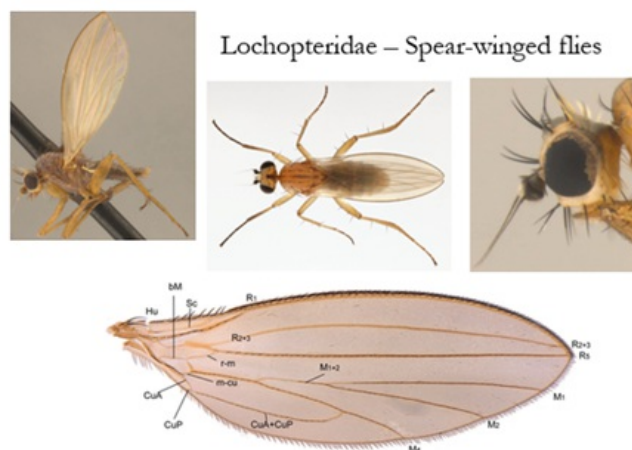 Lochopteridae – Spear-winged flies
bM
Hu
Sc
R1
R2+3
R2+3
R5
r-m
M1+2
m-cu
M1
CuA
CuP
CuA+CuP
M2
M4